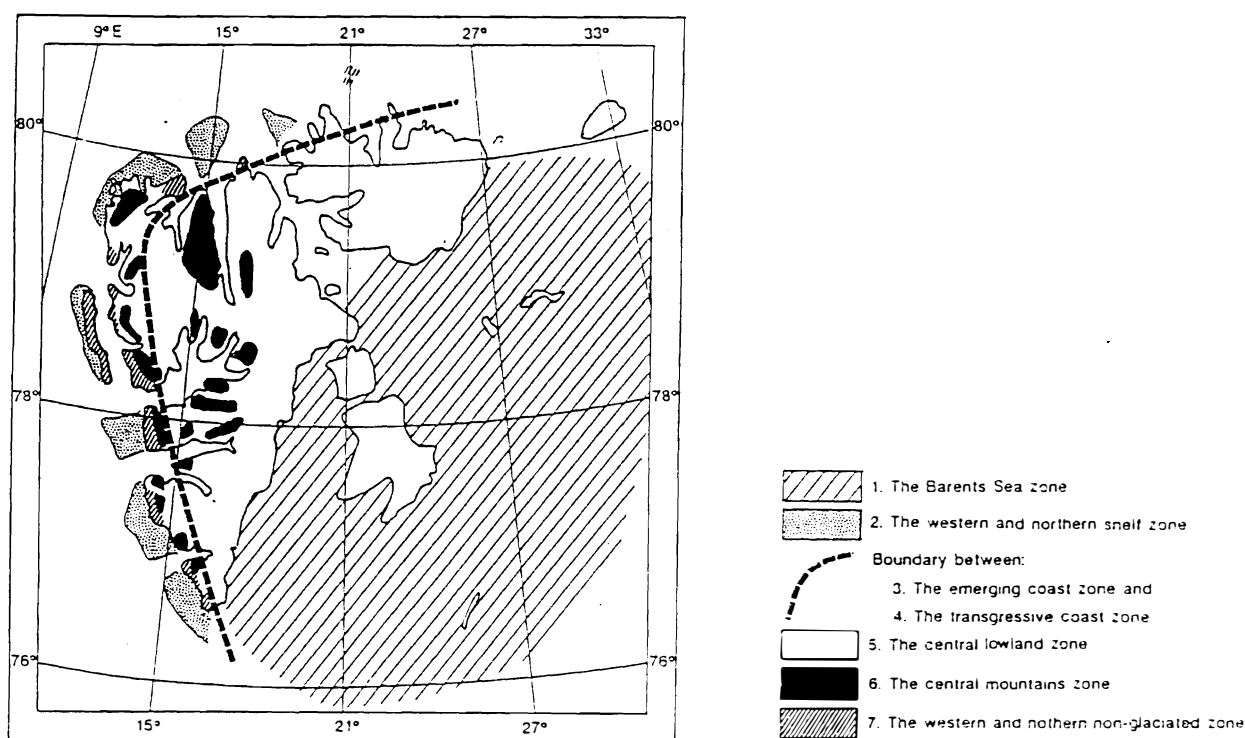 9° E 15° 21° 27° 33°
80° 80°
78° 78°
76° 76°
15° 21° 27°
1. The Barents Sea zone
2. The western and northern snelf zone
Boundary between:
3. The emerging coast zone and
4. The transgressive coast zone
5. The central lowland zone
6. The central mountains zone
7. The western and nothern non-glaciated zone